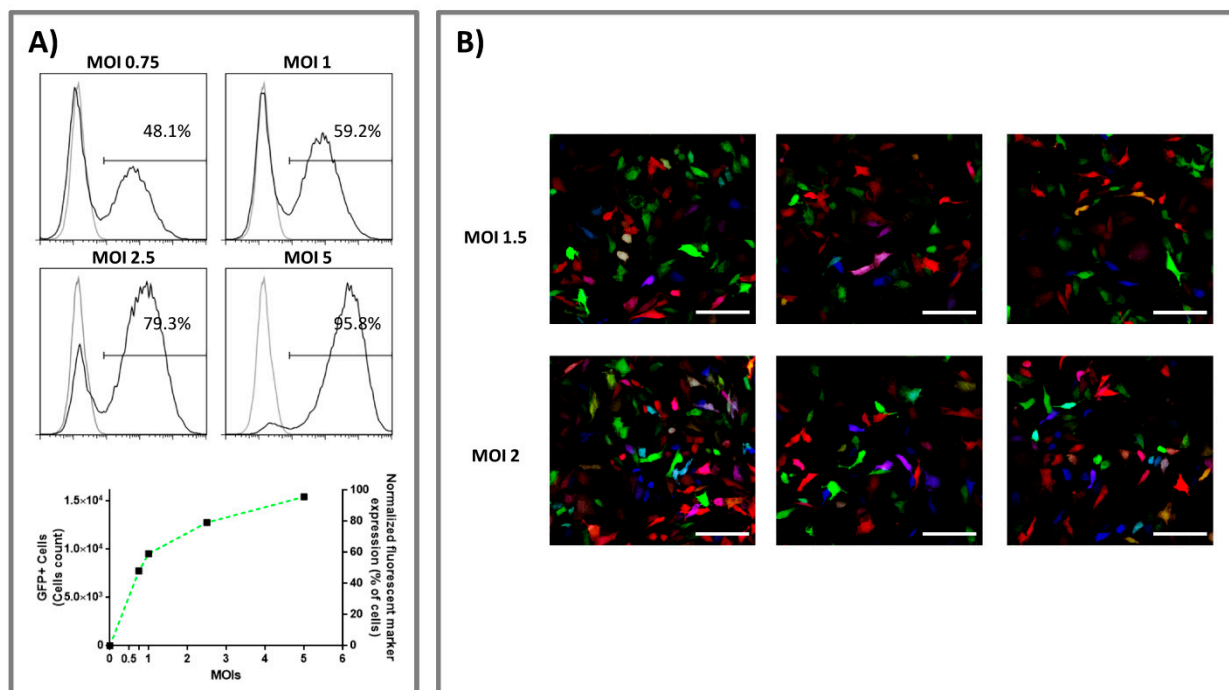 A)
MOI 0.75
MOI 1
48.1%
59.2%
MOI 2.5
MOI 5
79.3%
95.8%
GFP+ Cells
(Cells count)
1.5×10⁴
1.0×10⁴
5.0×10³
0
100
80
60
40
20
0
Normalized fluorescent marker
expression (% of cells)
0 0.5 1 2 3 4 5 6
MOIs
B)
MOI 1.5
MOI 2